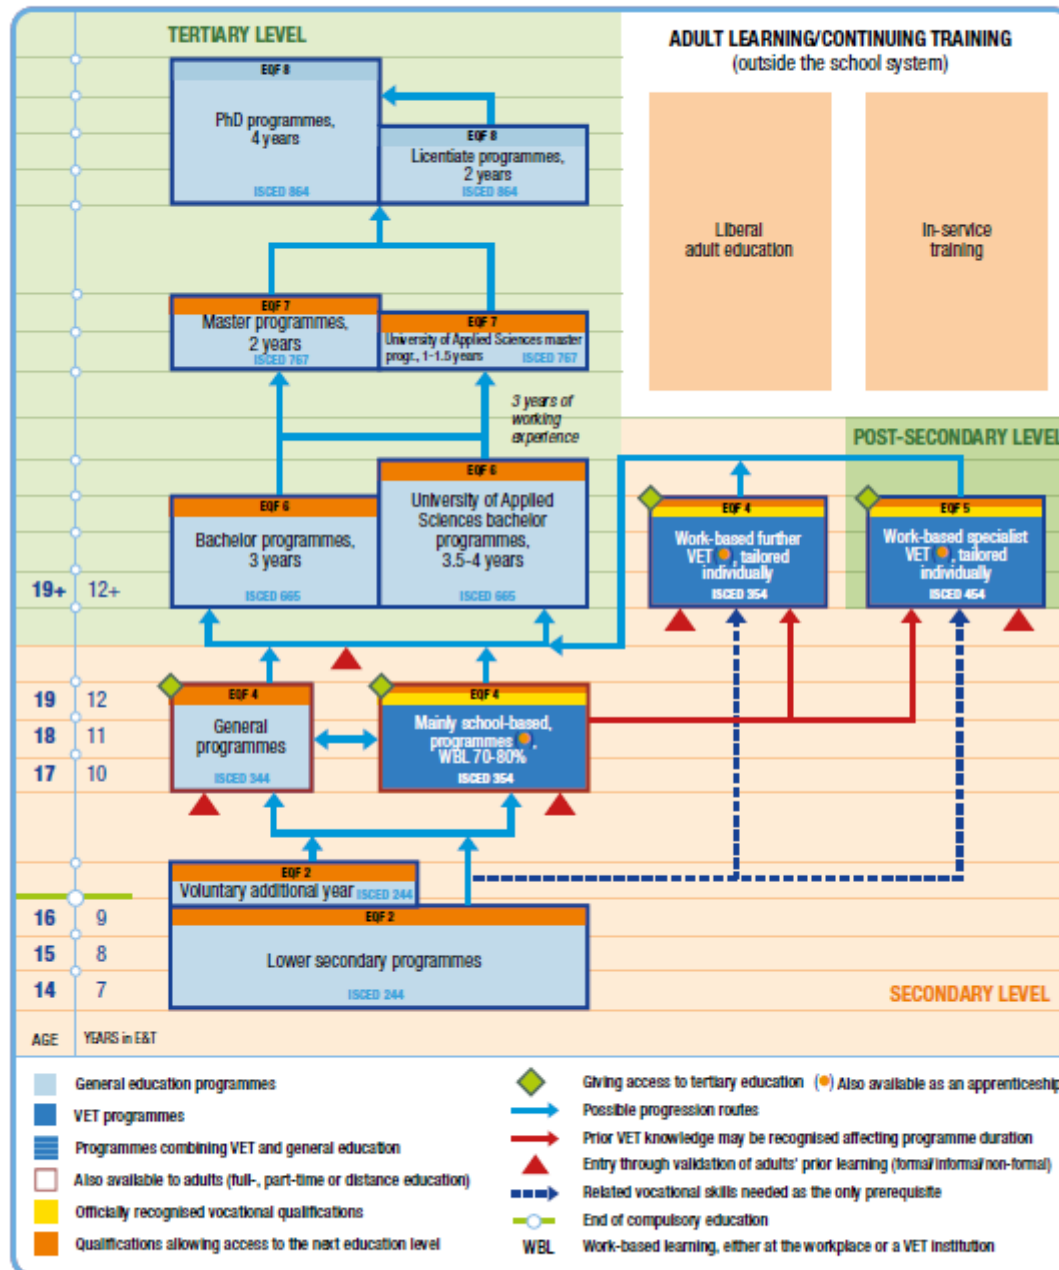 TERTIARY LEVEL
ADULT LEARNING/CONTINUING TRAINING
(outside the school system)
EQF 8
PhD programmes,
4 years
ISCED 864
EQF 8
Licentiate programmes,
2 years
ISCED 864
Liberal
adult education
In-service
training
EQF 7
Master programmes,
2 years
ISCED 767
EQF 7
University of Applied Sciences master
progr., 1-1.5 years ISCED 767
3 years of
working
experience
POST-SECONDARY LEVEL
EQF 6
Bachelor programmes,
3 years
ISCED 665
EQF 6
University of Applied
Sciences bachelor
programmes,
3.5-4 years
ISCED 665
EQF 4
Work-based further
VET ( ), tailored
individually
ISCED 354
EQF 5
Work-based specialist
VET ( ), tailored
individually
ISCED 454
19+ 12+
EQF 4
General
programmes
ISCED 344
EQF 4
Mainly school-based,
programmes ( ),
WBL 70-80%
ISCED 354
19 12
18 11
17 10
EQF 2
Voluntary additional year ISCED 244
EQF 2
Lower secondary programmes
ISCED 244
16 9
15 8
14 7
SECONDARY LEVEL
AGE YEARS in E&T
General education programmes
VET programmes
Programmes combining VET and general education
Also available to adults (full-, part-time or distance education)
Officially recognised vocational qualifications
Qualifications allowing access to the next education level
Giving access to tertiary education ( ) Also available as an apprenticeship
Possible progression routes
Prior VET knowledge may be recognised affecting programme duration
Entry through validation of adults' prior learning (formal/informal/non-formal)
Related vocational skills needed as the only prerequisite
End of compulsory education
WBL Work-based learning, either at the workplace or a VET institution